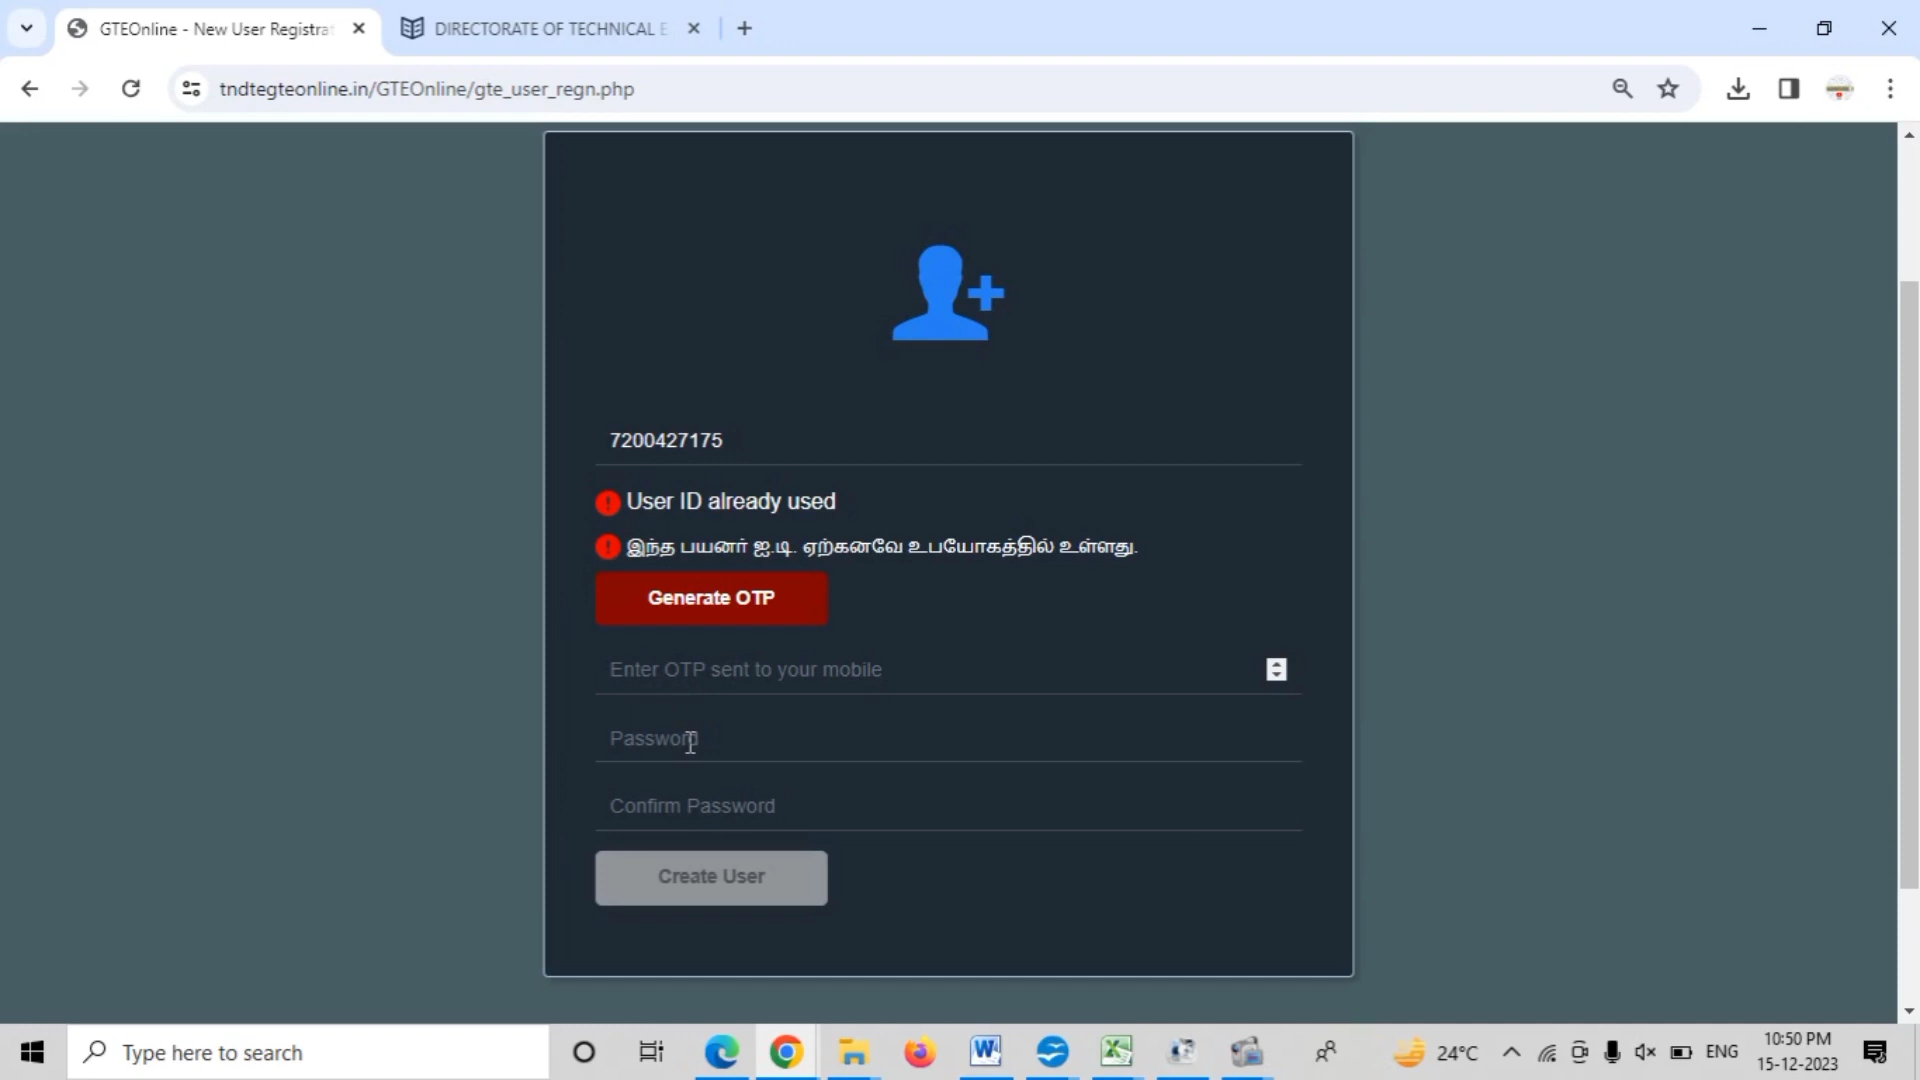 GTEOnline - New User Registra
DIRECTORATE OF TECHNICAL E
tndtegteonline.in/GTEOnline/gte_user_regn.php
7200427175
User ID already used
இந்த பயனர் ஐ.டி. ஏற்கனவே உபயோகத்தில் உள்ளது.
Generate OTP
Enter OTP sent to your mobile
Password
Confirm Password
Create User
Type here to search
24°C
ENG
10:50 PM
15-12-2023